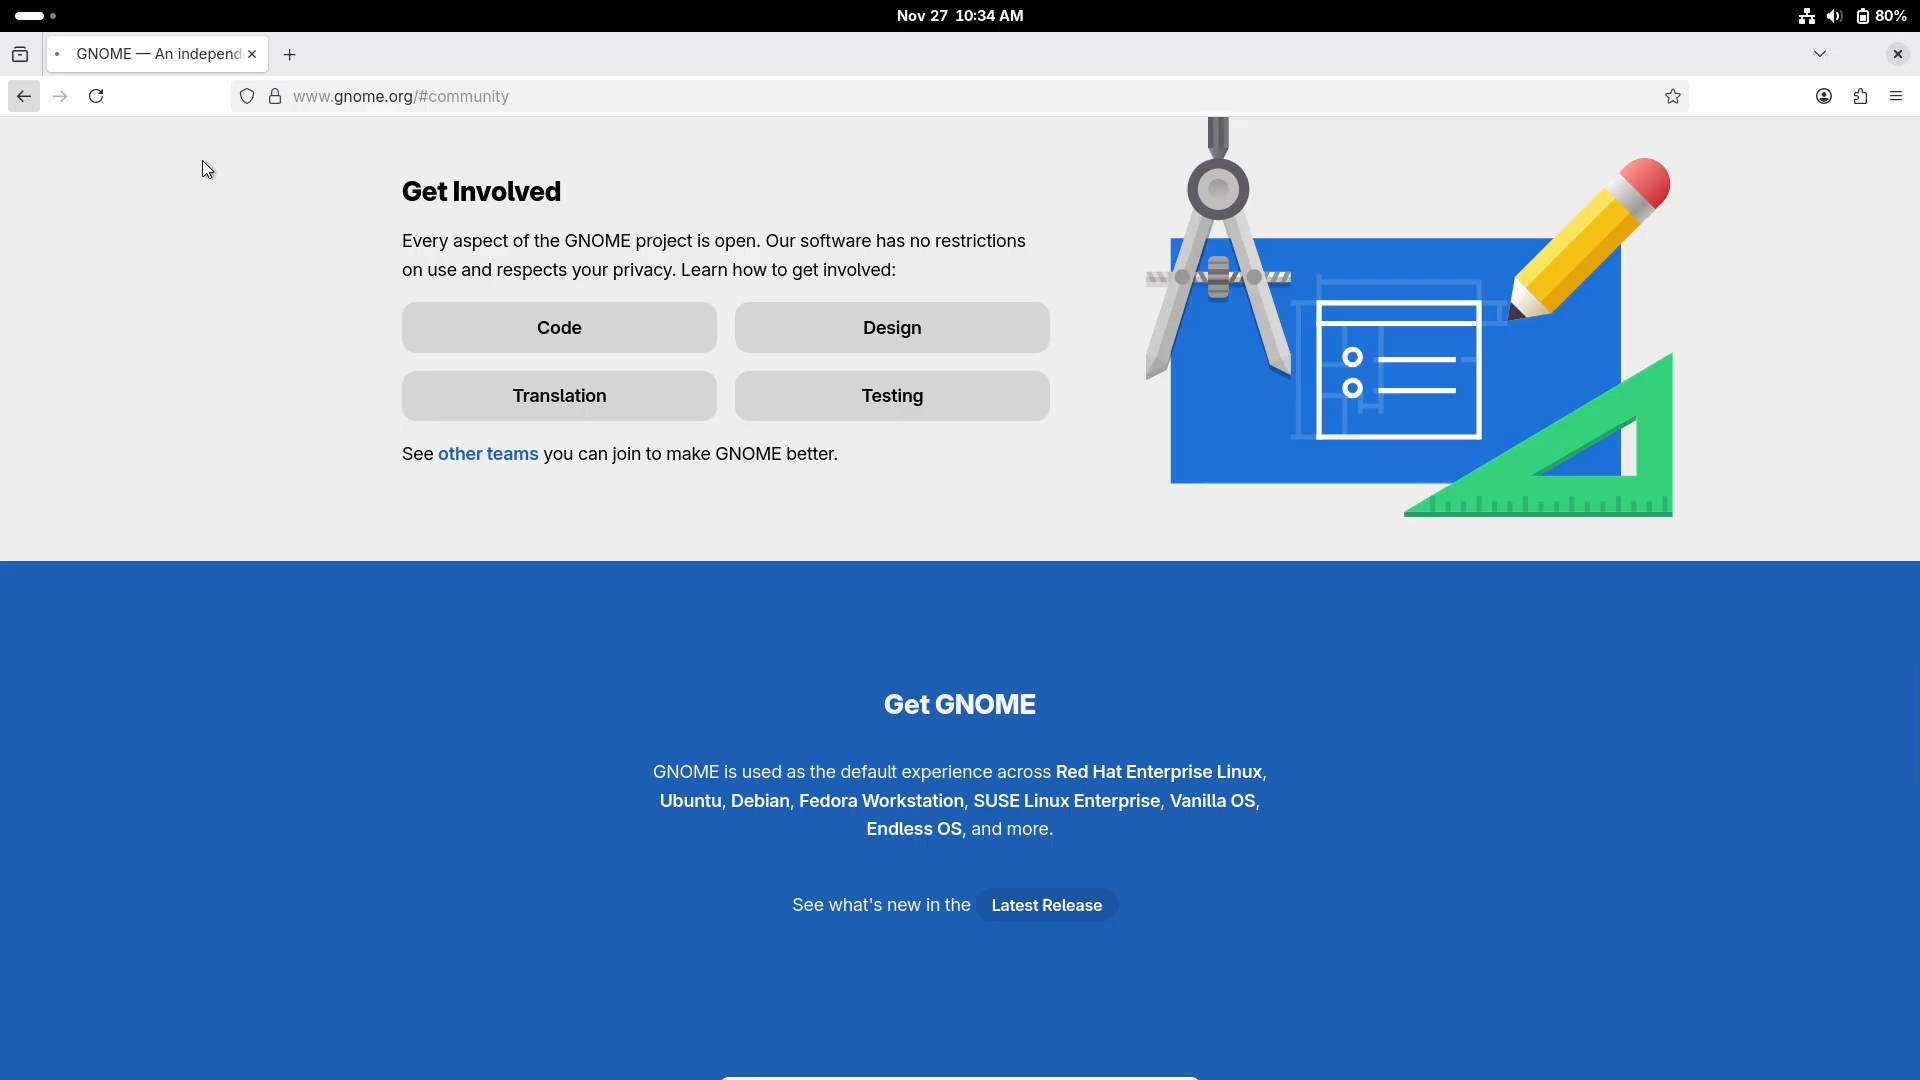 Nov 27 10:34 AM
80%
GNOME — An independ
www.gnome.org/#community
Get Involved
Every aspect of the GNOME project is open. Our software has no restrictions
on use and respects your privacy. Learn how to get involved:
Code
Design
Translation
Testing
See other teams you can join to make GNOME better.
Get GNOME
GNOME is used as the default experience across Red Hat Enterprise Linux,
Ubuntu, Debian, Fedora Workstation, SUSE Linux Enterprise, Vanilla OS,
Endless OS, and more.
See what's new in the Latest Release